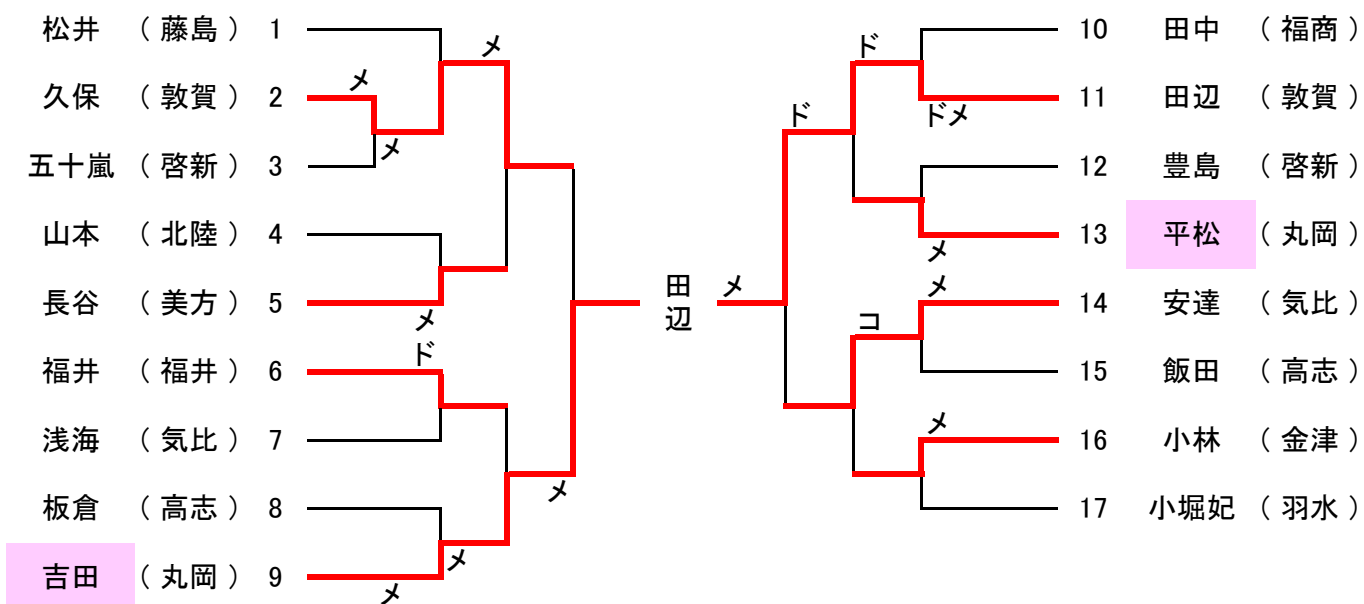 松井 （ 藤島 ） 1
メ
メ
久保 （ 敦賀 ） 2
メ
五十嵐 （ 啓新 ） 3
山本 （ 北陸 ） 4
長谷 （ 美方 ） 5
メ
ド
福井 （ 福井 ） 6
浅海 （ 気比 ） 7
メ
板倉 （ 高志 ） 8
メ
吉田 （ 丸岡 ） 9
メ
田辺
メ
10 田中 （ 福商 ）
ド
11 田辺 （ 敦賀 ）
ド
ドメ
12 豊島 （ 啓新 ）
13 平松 （ 丸岡 ）
メ
メ
14 安達 （ 気比 ）
コ
15 飯田 （ 高志 ）
メ
16 小林 （ 金津 ）
17 小堀妃 （ 羽水 ）